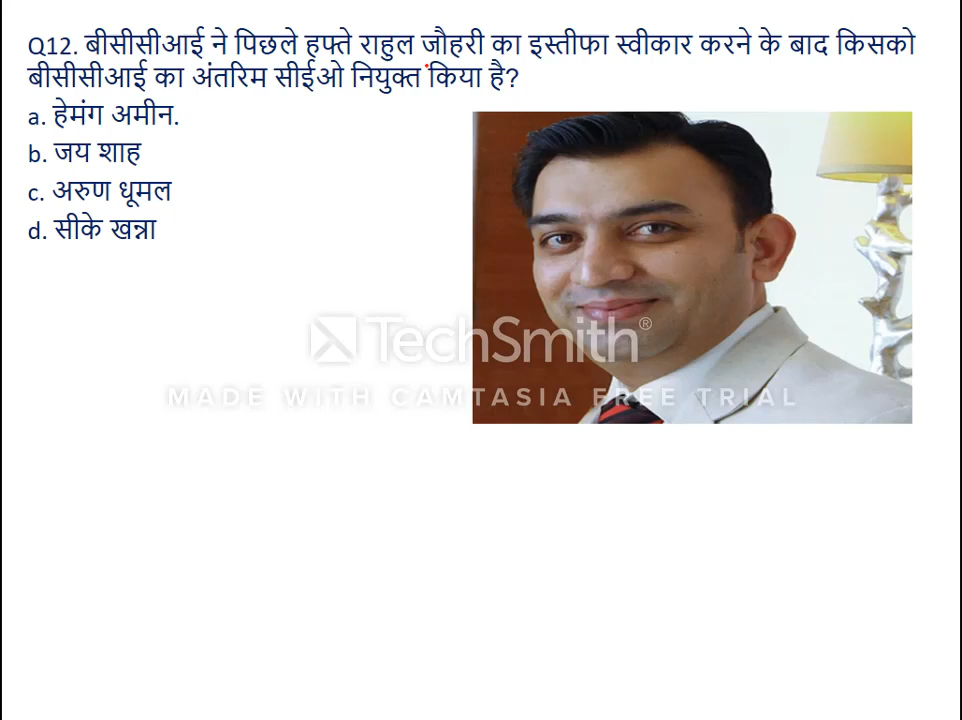 Q12. बीसीसीआई ने पिछले हफ्ते राहुल जौहरी का इस्तीफा स्वीकार करने के बाद किसको
बीसीसीआई का अंतरिम सीईओ नियुक्त किया है?
a. हेमंग अमीन.
b. जय शाह
c. अरुण धूमल
d. सीके खन्ना
TechSmith®
MADE WITH CAMTASIA FREE TRIAL